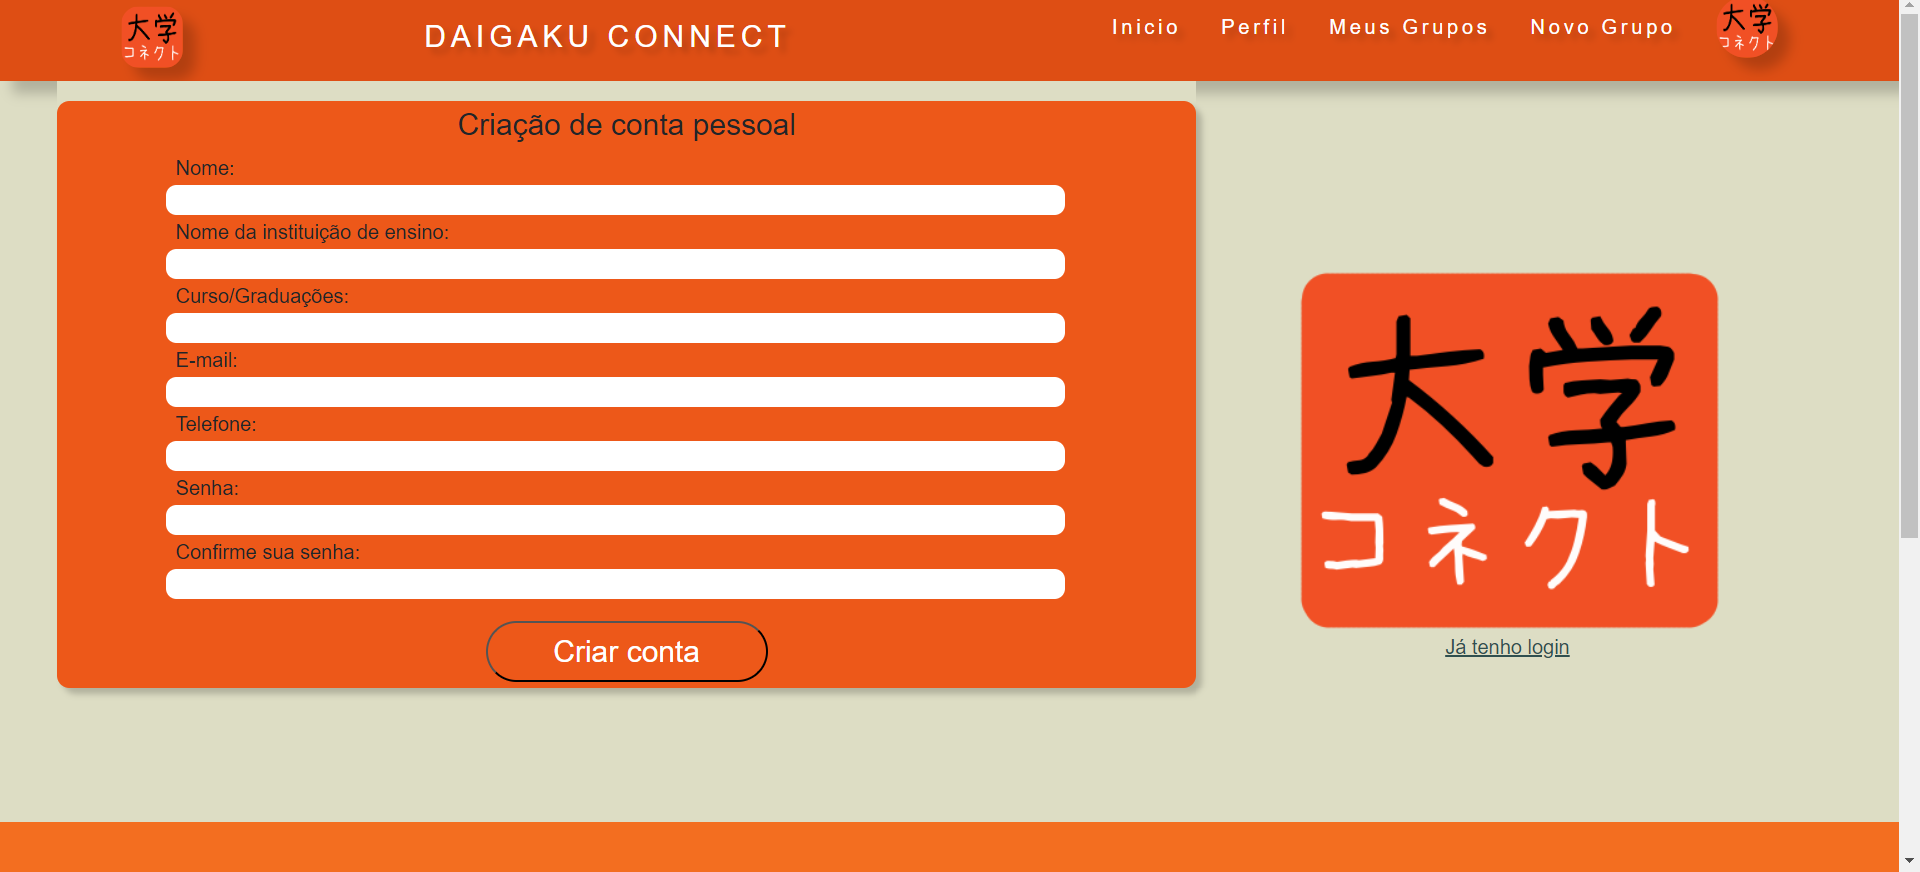 大学
コネクト
DAIGAKU CONNECT
Inicio Perfil Meus Grupos Novo Grupo
大学
コネクト
Criação de conta pessoal
Nome:
Nome da instituição de ensino:
Curso/Graduações:
E-mail:
Telefone:
Senha:
Confirme sua senha:
Criar conta
大学
コネクト
Já tenho login